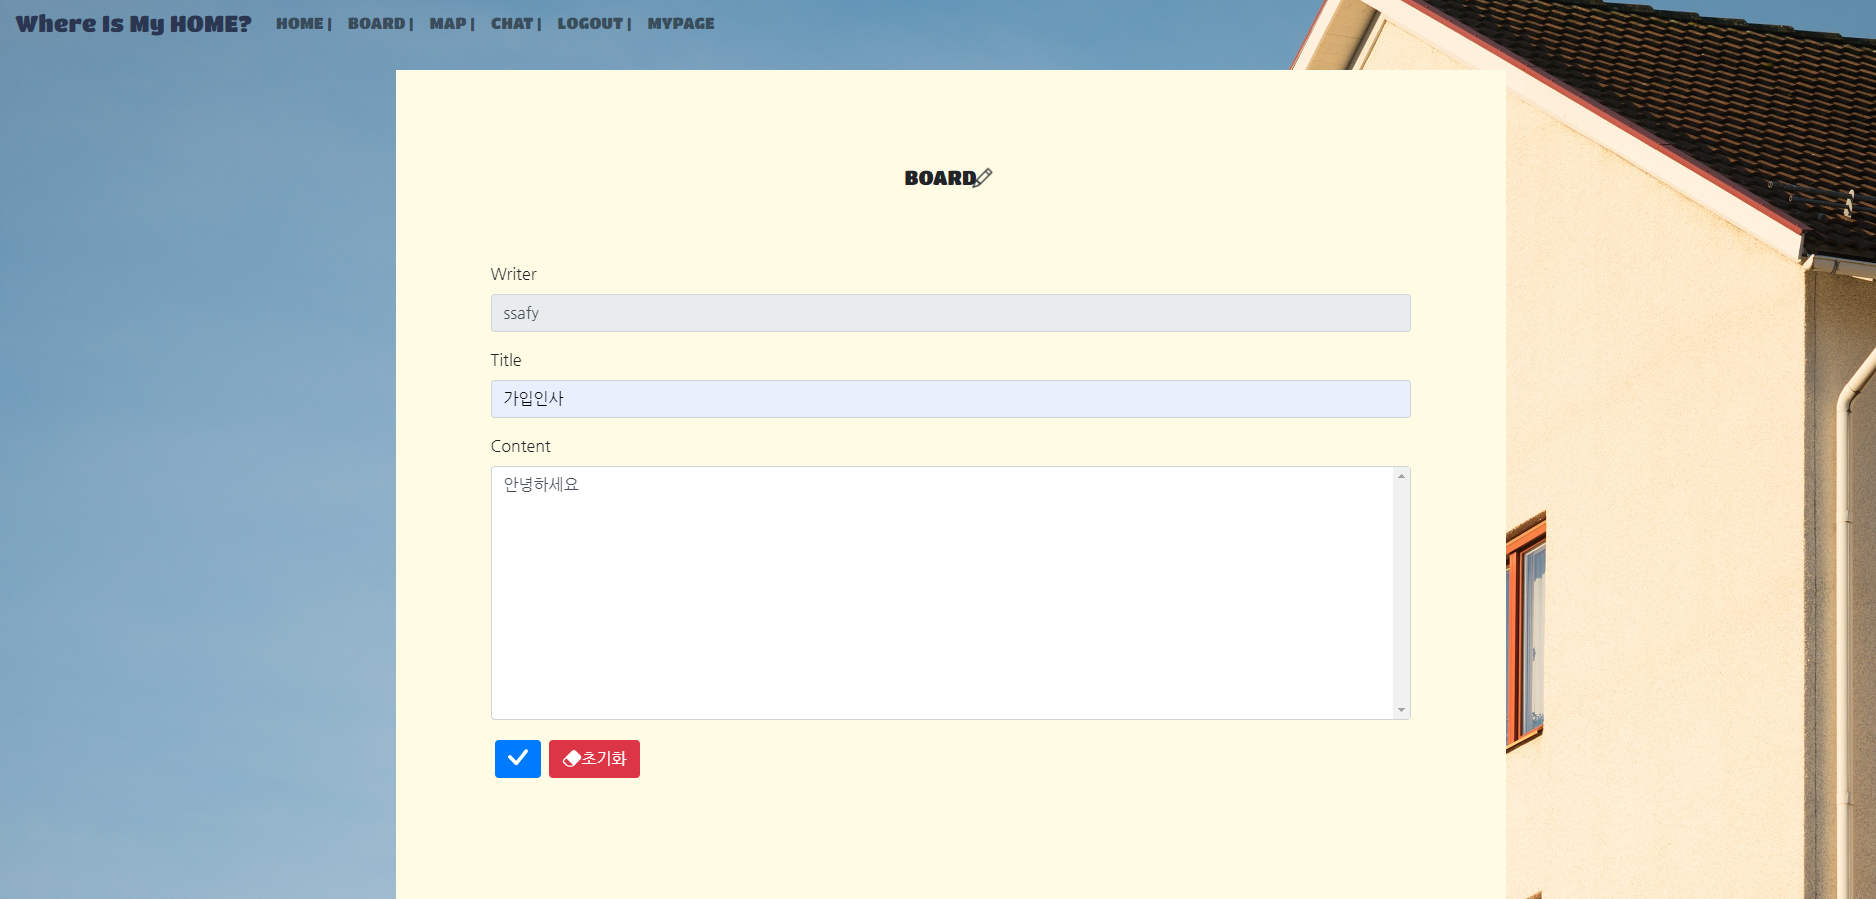 Where Is My HOME? HOME | BOARD | MAP | CHAT | LOGOUT | MYPAGE
BOARD
Writer
ssafy
Title
가입인사
Content
안녕하세요
초기화